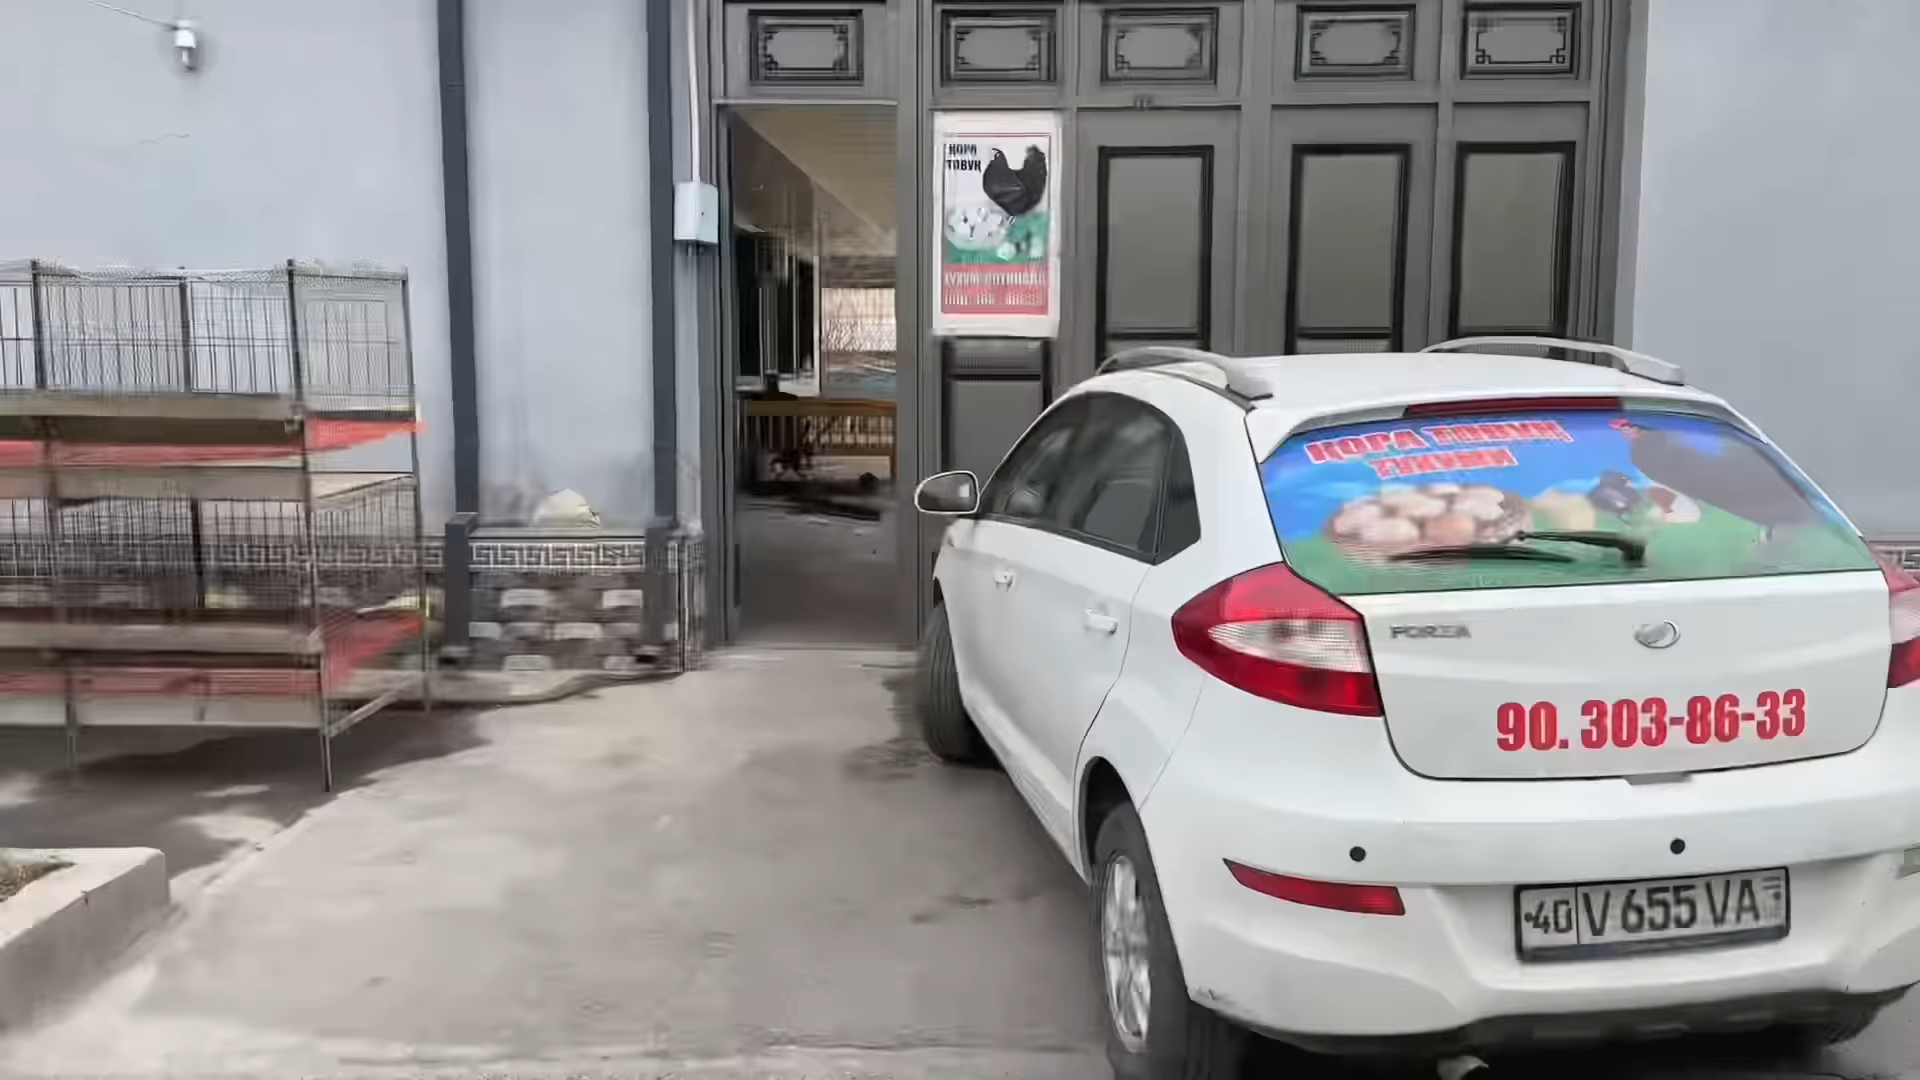 ҚОРА
ТОВУҚ
ҚОРА ТОВУҚ
ТУХУМИ
FORZA
90. 303-86-33
40 V 655 VA